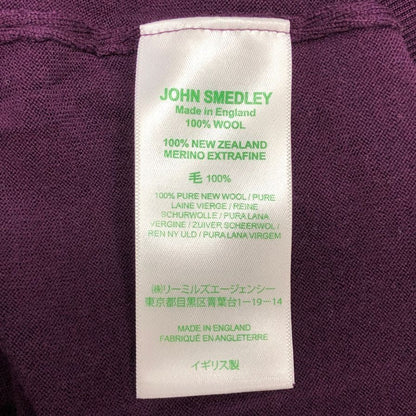 JOHN SMEDLEY
Made in England
100% WOOL
100% NEW ZEALAND
MERINO EXTRAFINE
毛 100%
100% PURE NEW WOOL / PURE
LAINE VIERGE / REINE
SCHURWOLLE / PURA LANA
VERGINE / ZUIVER SCHEERWOL /
REN NY ULD / PURA LANA VIRGEM
㈱リーミルズエージェンシー
東京都目黒区青葉台1-19-14
MADE IN ENGLAND
FABRIQUÉ EN ANGLETERRE
イギリス製